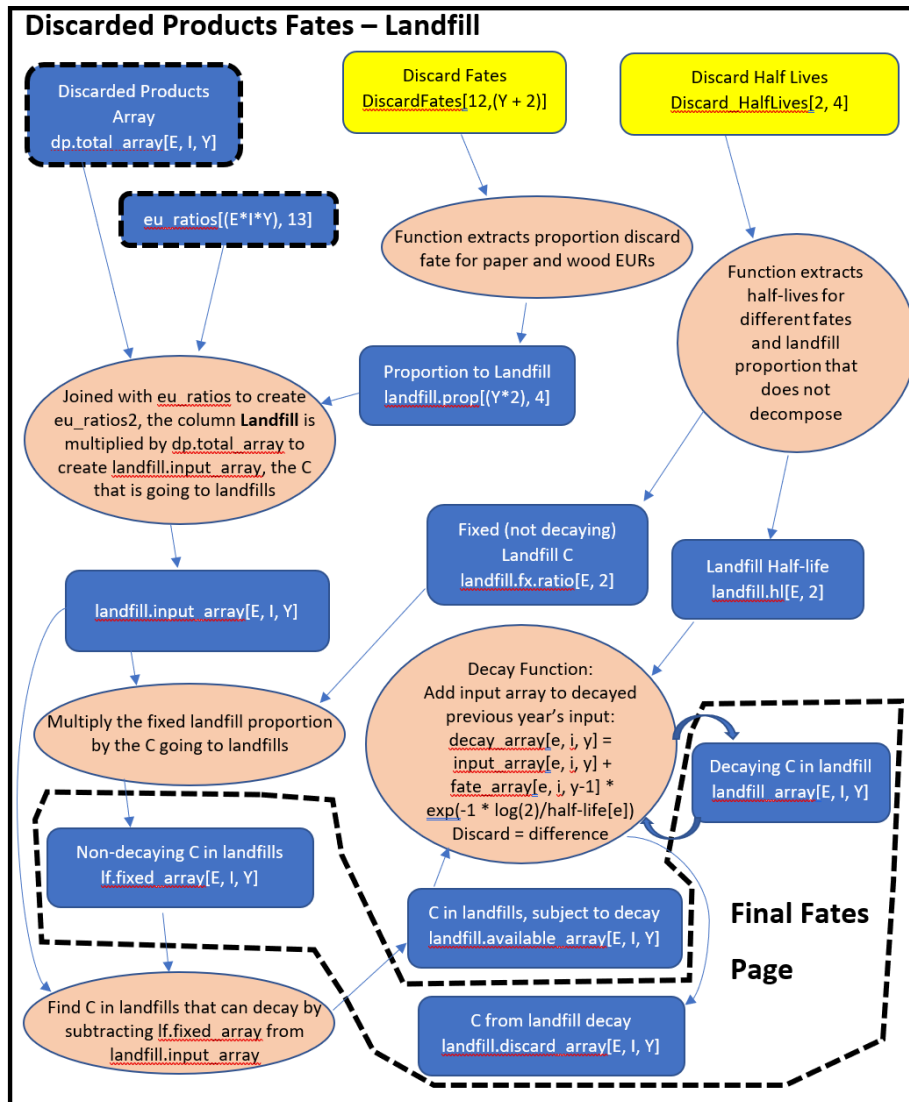 Discarded Products Fates – Landfill
Discarded Products
Array
dp.total_array[E, I, Y]
Discard Fates
DiscardFates[12,(Y + 2)]
Discard Half Lives
Discard_HalfLives[2, 4]
eu_ratios[(E*I*Y), 13]
Function extracts proportion discard
fate for paper and wood EURs
Function extracts
half-lives for
different fates
and landfill
proportion that
does not
decompose
Proportion to Landfill
landfill.prop[(Y*2), 4]
Joined with eu_ratios to create
eu_ratios2, the column Landfill is
multiplied by dp.total_array to
create landfill.input_array, the C
that is going to landfills
Fixed (not decaying)
Landfill C
landfill.fx.ratio[E, 2]
Landfill Half-life
landfill.hl[E, 2]
landfill.input_array[E, I, Y]
Multiply the fixed landfill proportion
by the C going to landfills
Decay Function:
Add input array to decayed
previous year's input:
decay_array[e, i, y] =
input_array[e, i, y] +
fate_array[e, i, y-1] *
exp(-1 * log(2)/half-life[e])
Discard = difference
Decaying C in landfill
landfill_array[E, I, Y]
Non-decaying C in landfills
lf.fixed_array[E, I, Y]
C in landfills, subject to decay
landfill.available_array[E, I, Y]
Final Fates
Page
Find C in landfills that can decay by
subtracting lf.fixed_array from
landfill.input_array
C from landfill decay
landfill.discard_array[E, I, Y]